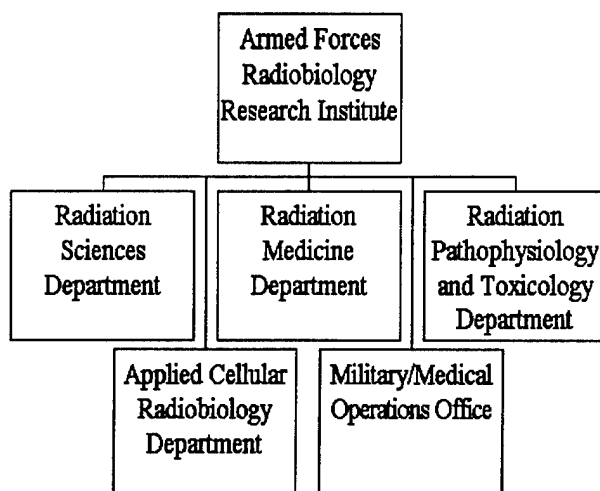 Armed Forces
Radiobiology
Research Institute
Radiation
Sciences
Department
Radiation
Medicine
Department
Radiation
Pathophysiology
and Toxicology
Department
Applied Cellular
Radiobiology
Department
Military/Medical
Operations Office